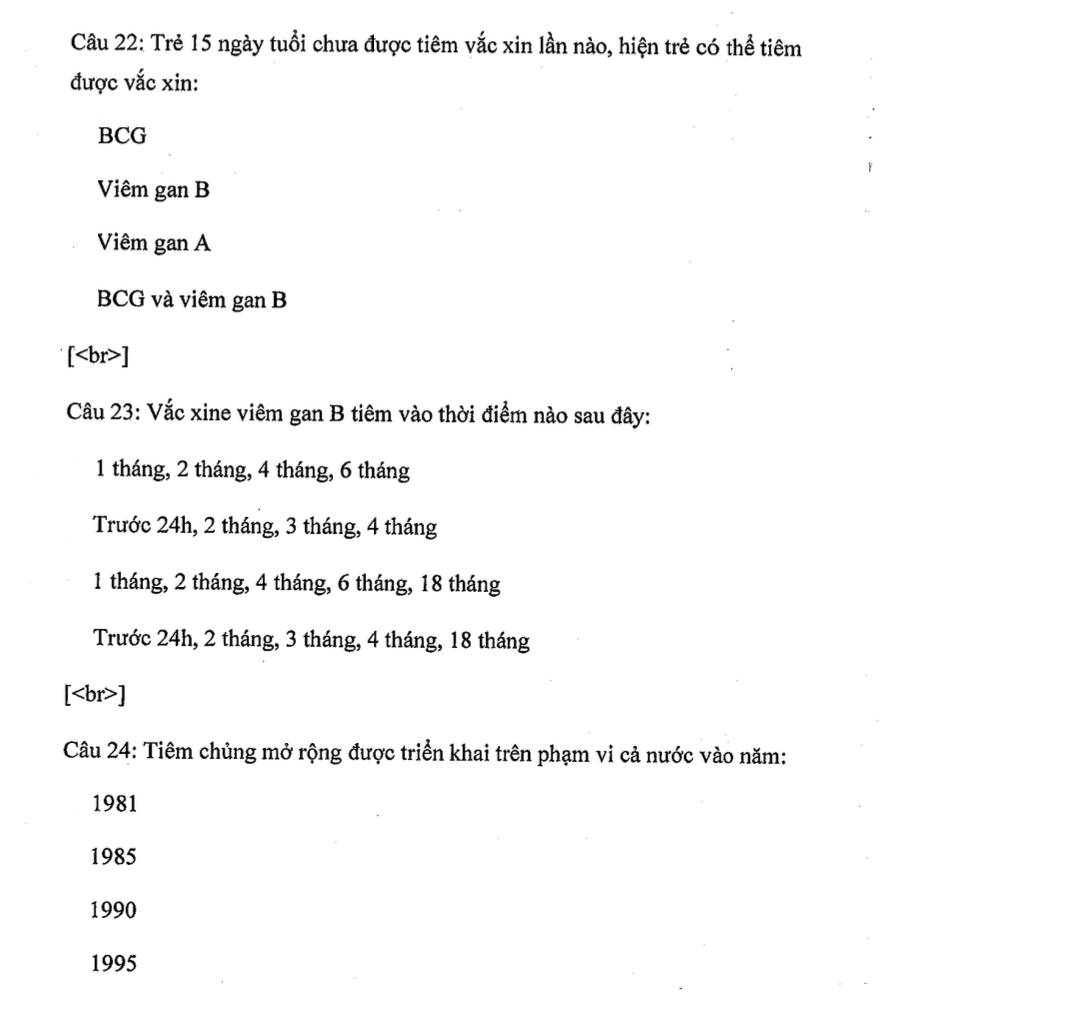 Câu 22: Trẻ 15 ngày tuổi chưa được tiêm vắc xin lần nào, hiện trẻ có thể tiêm
được vắc xin:
BCG
Viêm gan B
Viêm gan A
BCG và viêm gan B
[<br>]
Câu 23: Vắc xine viêm gan B tiêm vào thời điểm nào sau đây:
1 tháng, 2 tháng, 4 tháng, 6 tháng
Trước 24h, 2 tháng, 3 tháng, 4 tháng
1 tháng, 2 tháng, 4 tháng, 6 tháng, 18 tháng
Trước 24h, 2 tháng, 3 tháng, 4 tháng, 18 tháng
[<br>]
Câu 24: Tiêm chủng mở rộng được triển khai trên phạm vi cả nước vào năm:
1981
1985
1990
1995